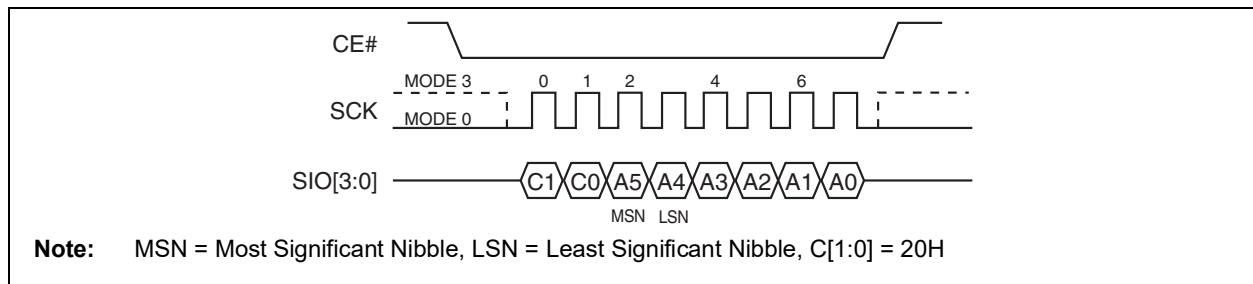 CE#
MODE 3 0 1 2 4 6
SCK
MODE 0
SIO[3:0] C1 C0 A5 A4 A3 A2 A1 A0
MSN LSN
Note: MSN = Most Significant Nibble, LSN = Least Significant Nibble, C[1:0] = 20H